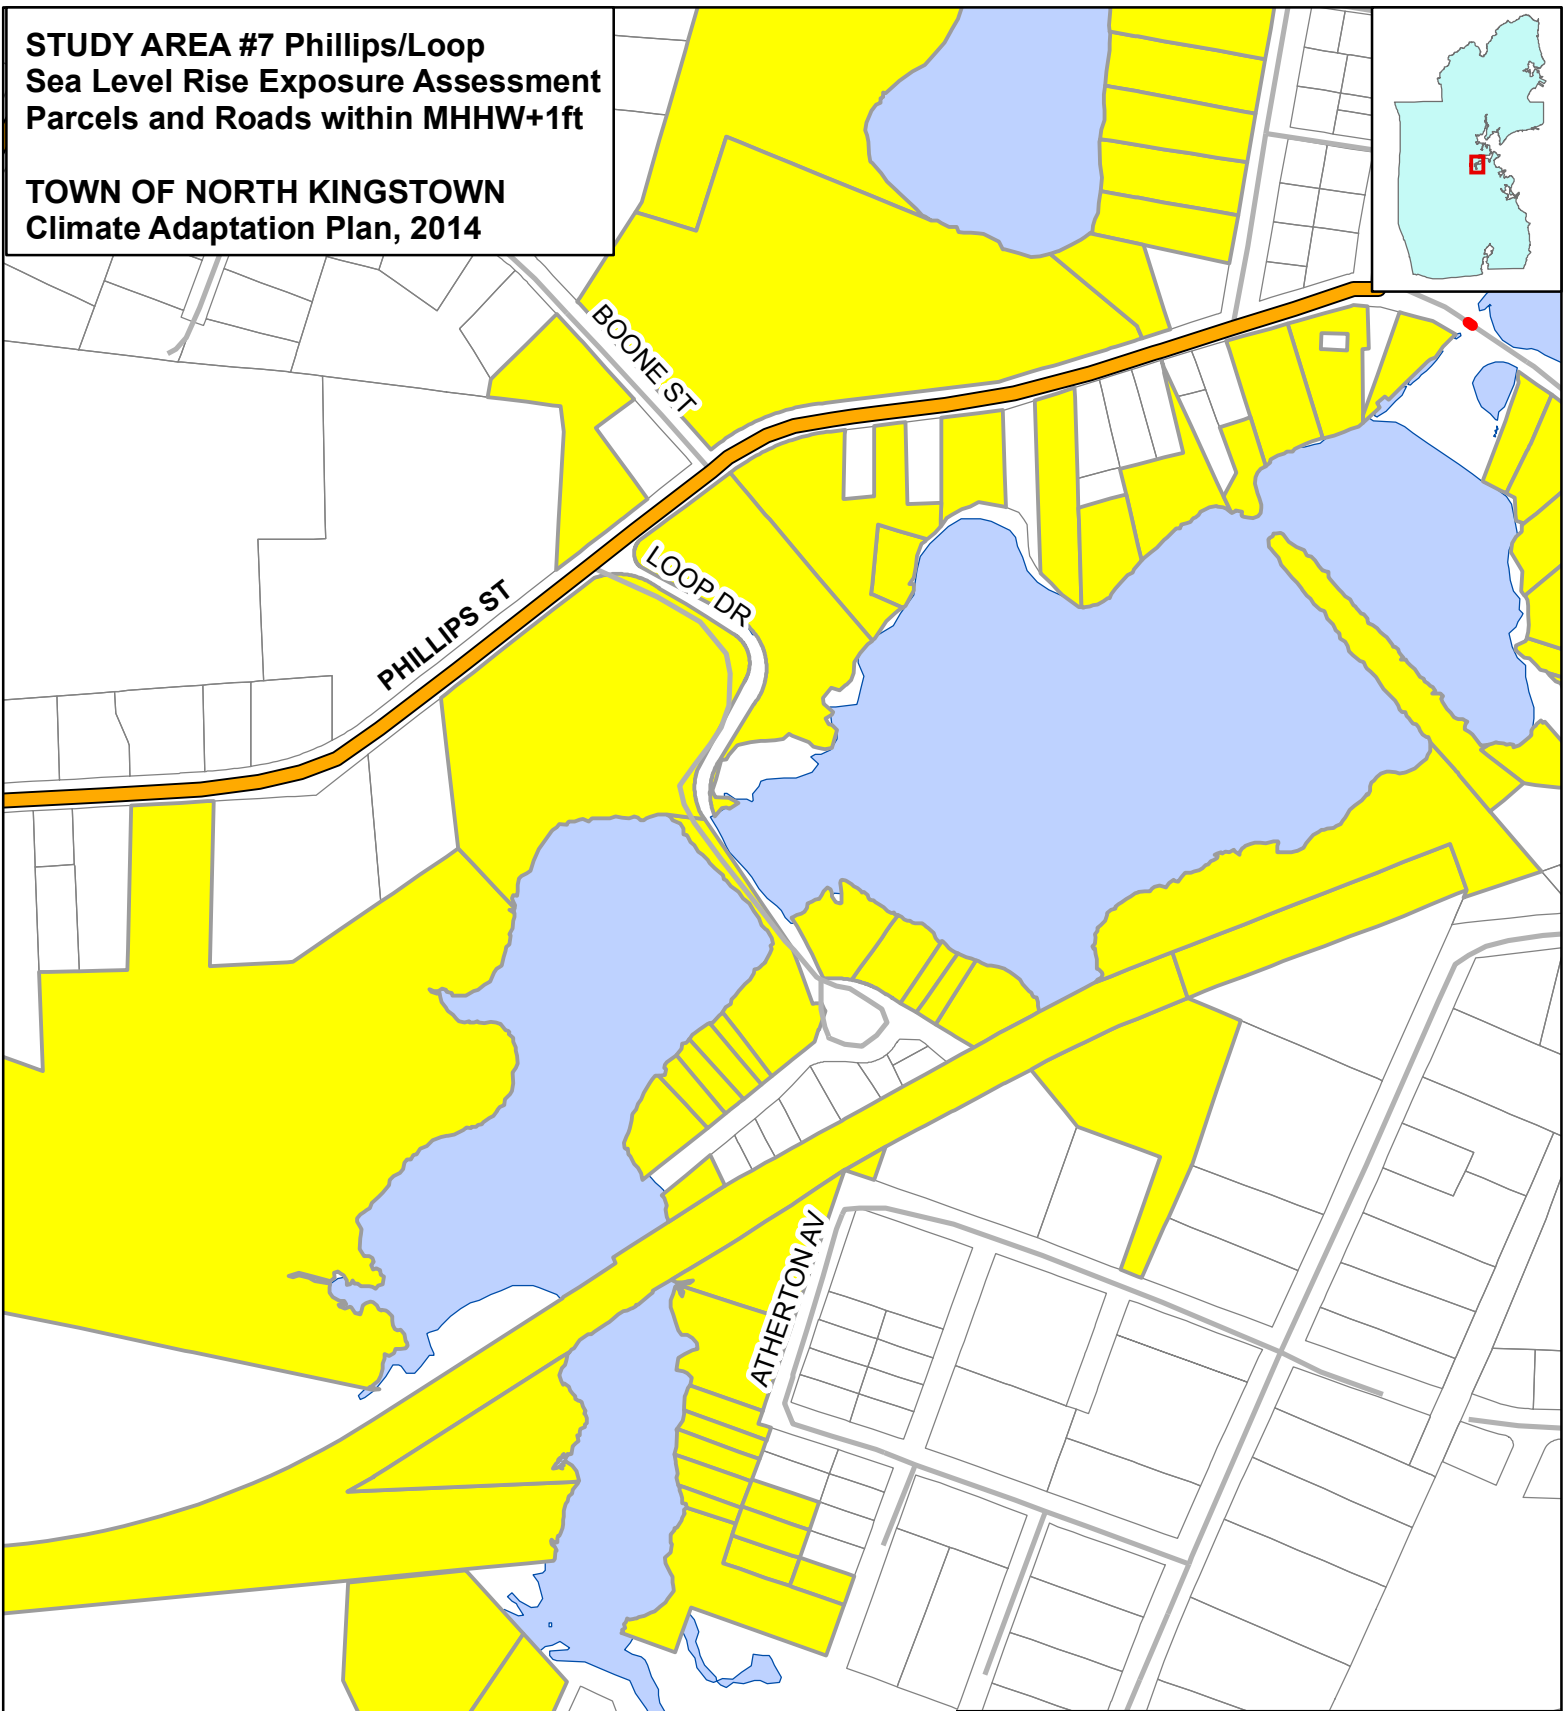 STUDY AREA #7 Phillips/Loop
Sea Level Rise Exposure Assessment
Parcels and Roads within MHHW+1ft
TOWN OF NORTH KINGSTOWN
Climate Adaptation Plan, 2014
BOONE ST
LOOP DR
PHILLIPS ST
ATHERTON AV